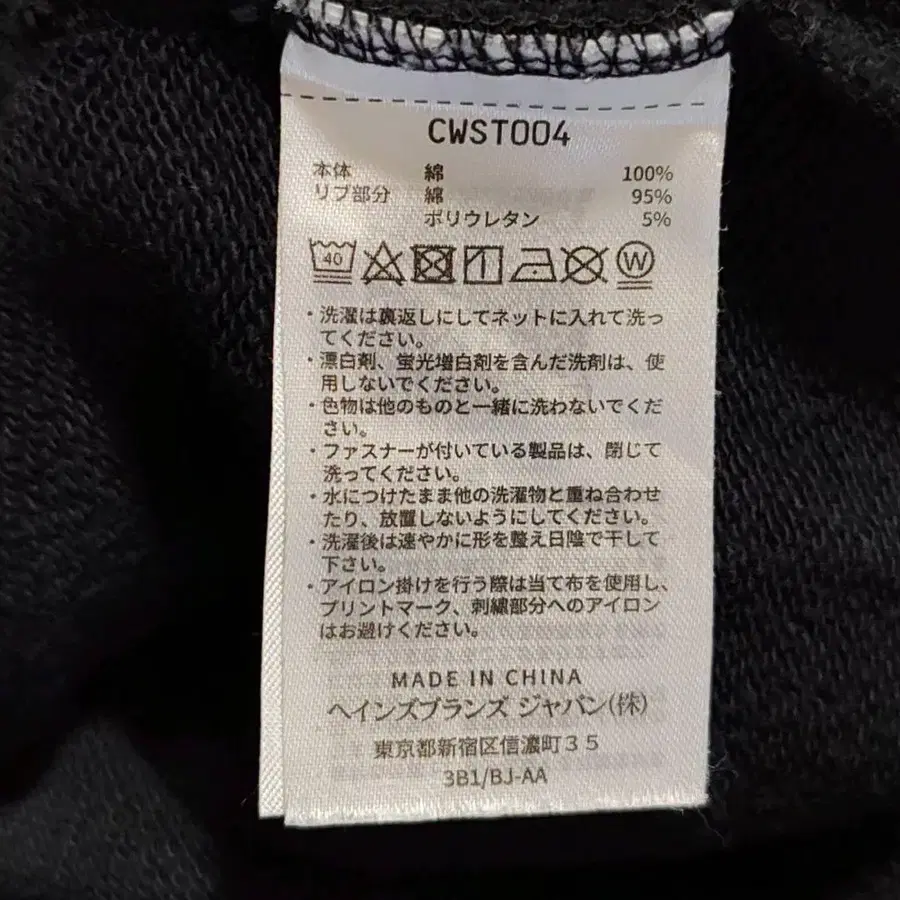 CWST004
本体 綿 100%
リブ部分 綿 95%
ポリウレタン 5%
40 W
・洗濯は裏返しにしてネットに入れて洗っ
てください。
・漂白剤、蛍光増白剤を含んだ洗剤は、使
用しないでください。
・色物は他のものと一緒に洗わないでくだ
さい。
・ファスナーが付いている製品は、閉じて
洗ってください。
・水につけたまま他の洗濯物と重ね合わせ
たり、放置しないようにしてください。
・洗濯後は速やかに形を整え日陰で干して
下さい。
・アイロン掛けを行う際は当て布を使用し、
プリントマーク、刺繍部分へのアイロン
はお避けください。
MADE IN CHINA
ヘインズブランズ ジャパン(株)
東京都新宿区信濃町35
3B1/BJ-AA